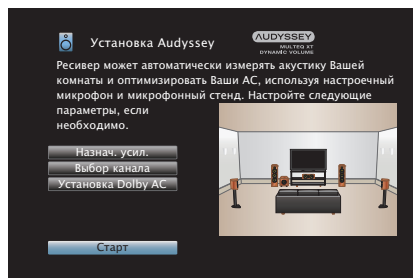 Установка Audyssey
AUDYSSEY
MULTEQ XT
DYNAMIC VOLUME
Ресивер может автоматически измерять акустику Вашей
комнаты и оптимизировать Ваши АС, используя настроечный
микрофон и микрофонный стенд. Настройте следующие
параметры, если
необходимо.
Назнач. усил.
Выбор канала
Установка Dolby АС
Старт